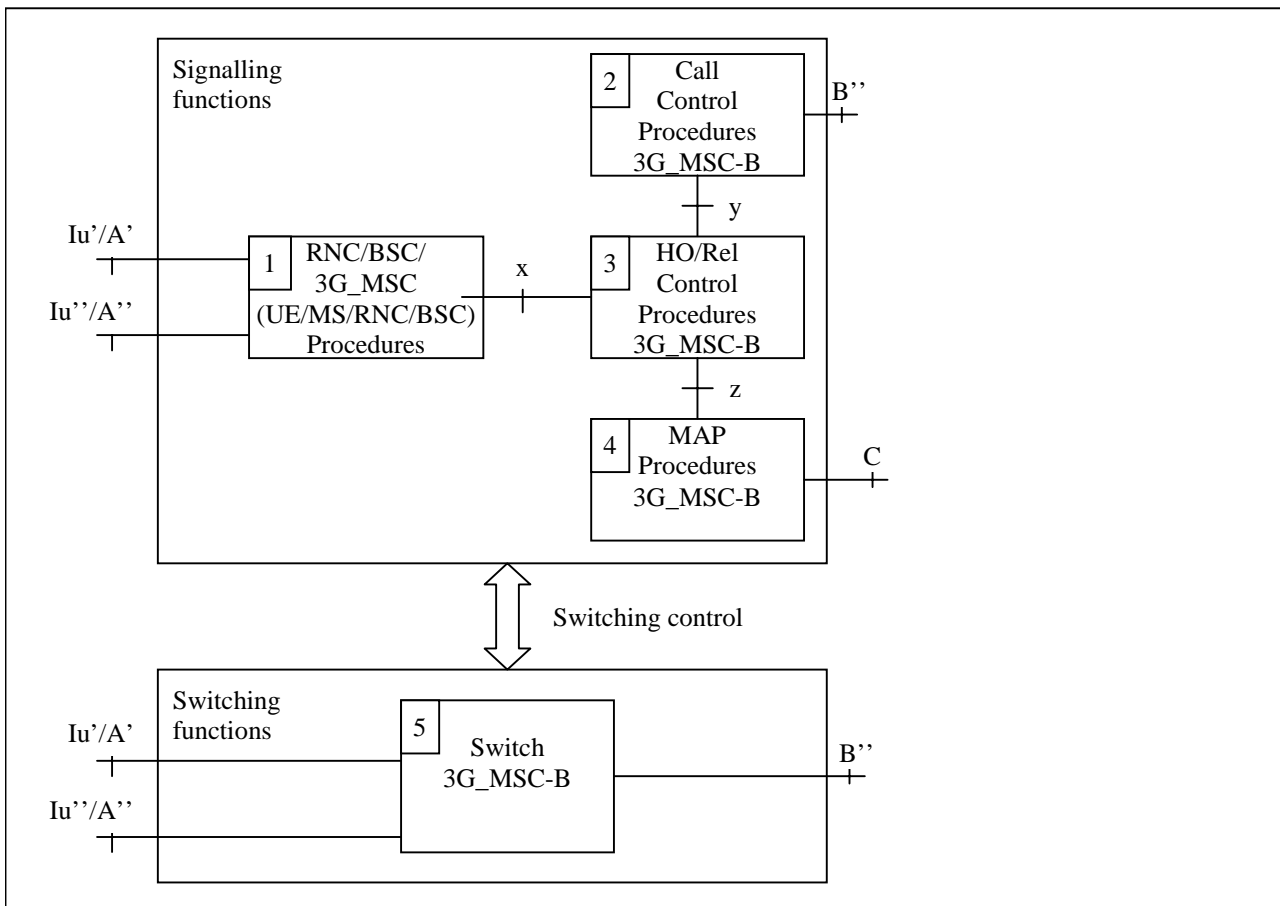 Signalling
functions
2
Call
Control
Procedures
3G_MSC-B
B’’
y
Iu’/A'
Iu’’/A’’
1
RNC/BSC/
3G_MSC
(UE/MS/RNC/BSC)
Procedures
x
3
HO/Rel
Control
Procedures
3G_MSC-B
z
4
MAP
Procedures
3G_MSC-B
C
Switching control
Switching
functions
Iu’/A'
Iu’’/A’’
5
Switch
3G_MSC-B
B’’